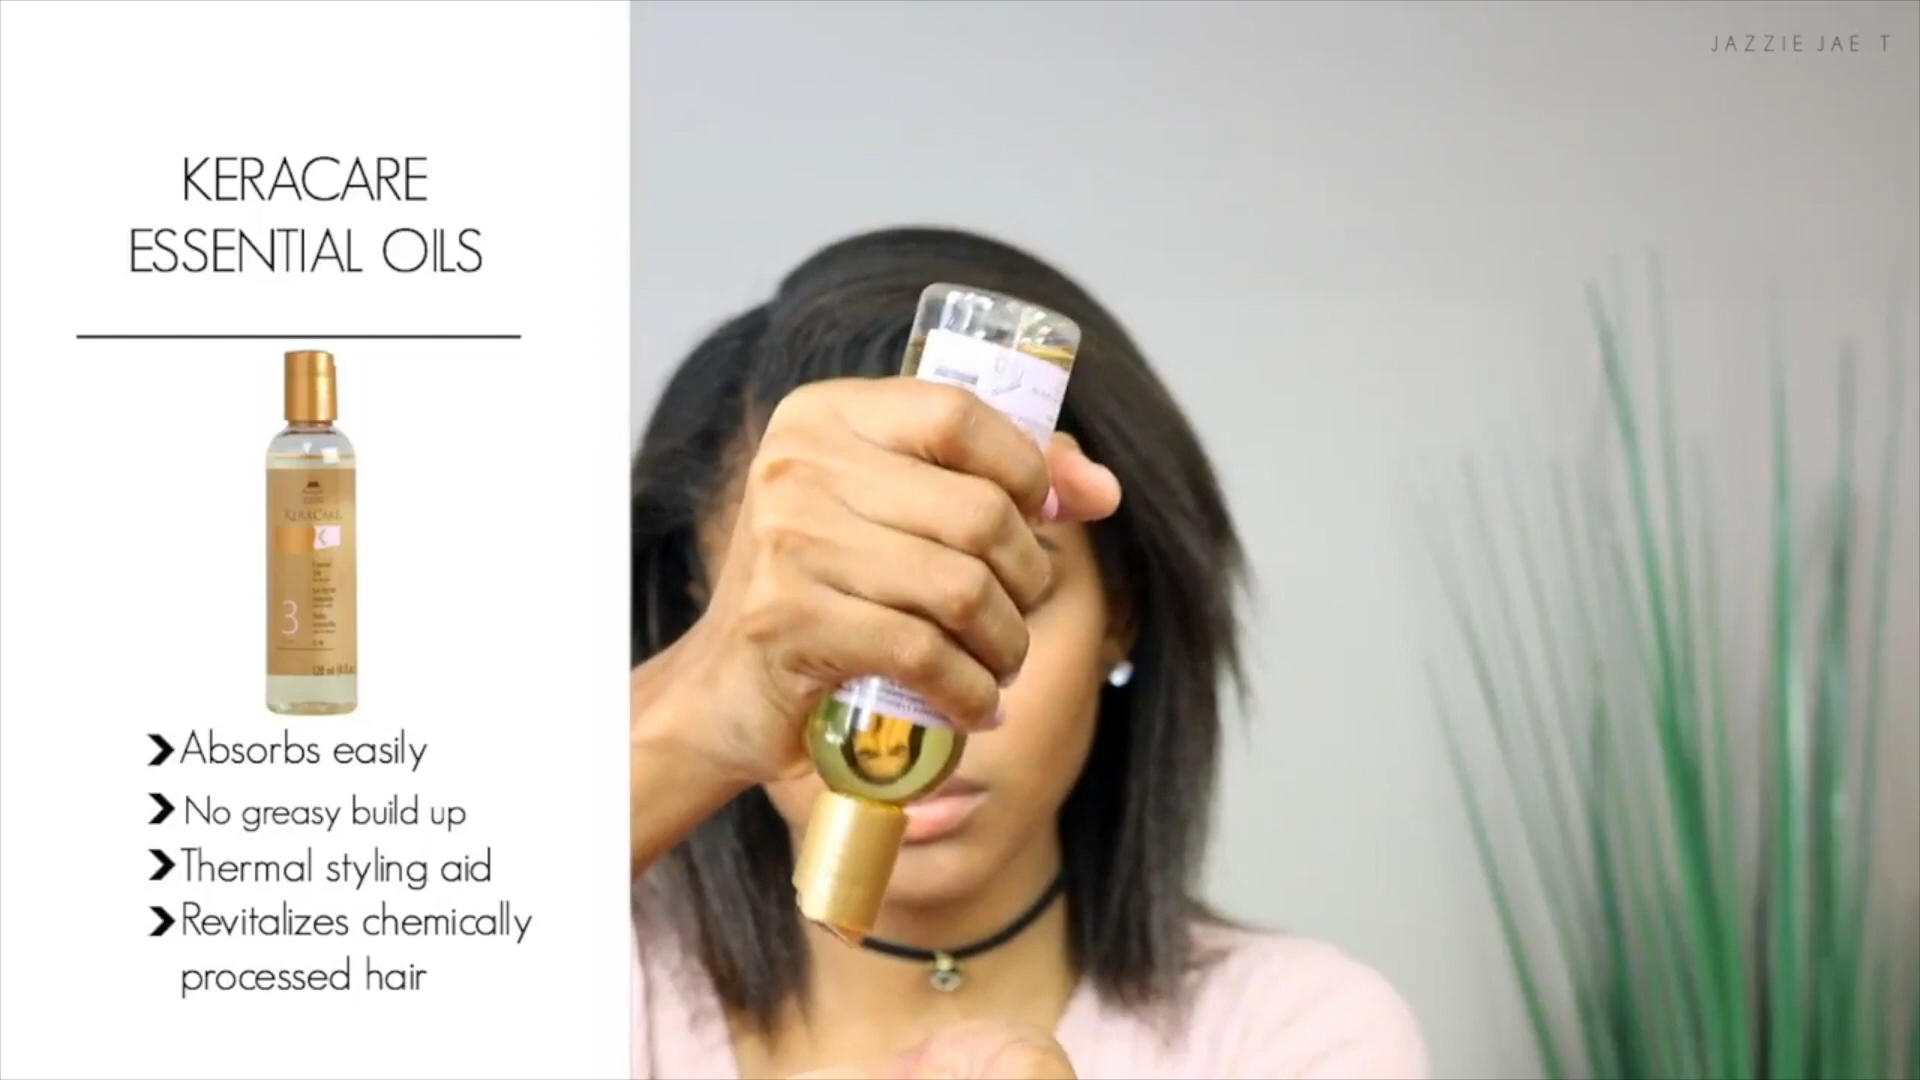 JAZZIE JAE T
KERACARE
ESSENTIAL OILS
KERACARE
3
Absorbs easily
No greasy build up
Thermal styling aid
Revitalizes chemically
processed hair